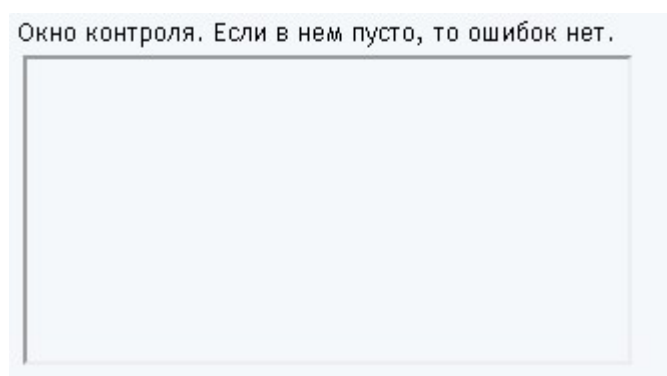 Окно контроля. Если в нем пусто, то ошибок нет.